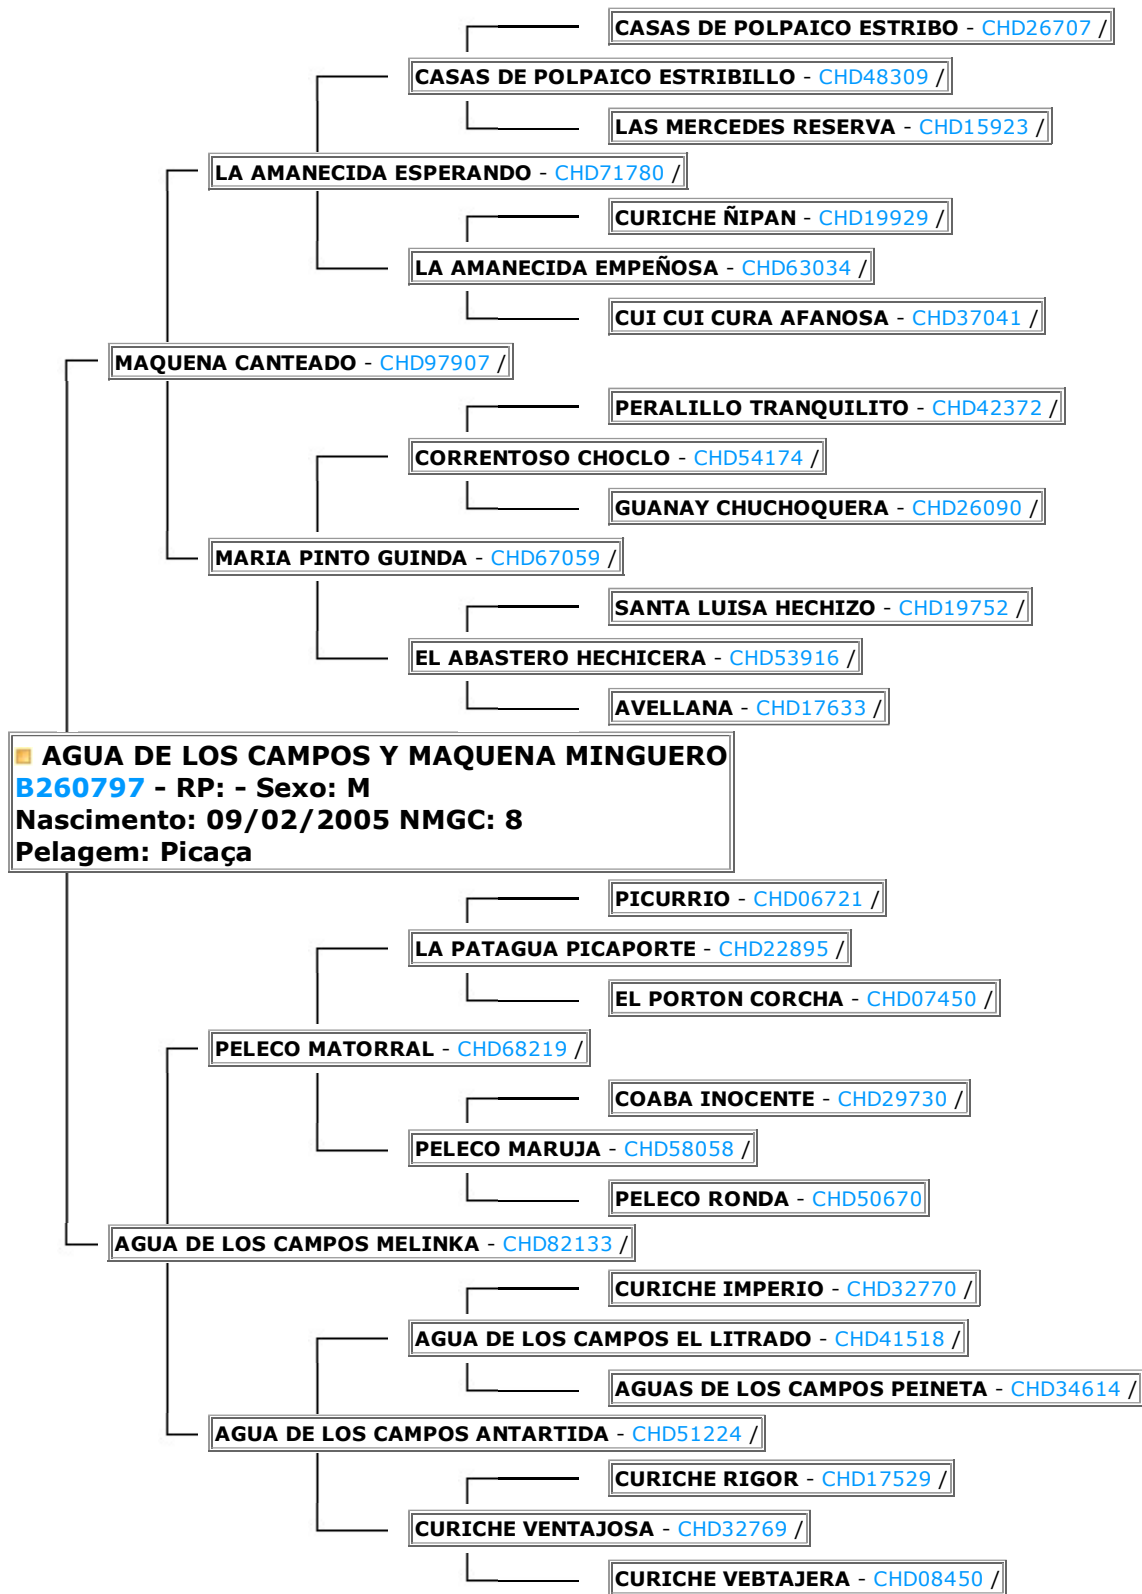 CASAS DE POLPAICO ESTRIBO - CHD26707 /
CASAS DE POLPAICO ESTRIBILLO - CHD48309 /
LAS MERCEDES RESERVA - CHD15923 /
LA AMANECIDA ESPERANDO - CHD71780 /
CURICHE ÑIPAN - CHD19929 /
LA AMANECIDA EMPEÑOSA - CHD63034 /
CUI CUI CURA AFANOSA - CHD37041 /
MAQUENA CANTEADO - CHD97907 /
PERALILLO TRANQUILITO - CHD42372 /
CORRENTOSO CHOCLO - CHD54174 /
GUANAY CHUCHOQUERA - CHD26090 /
MARIA PINTO GUINDA - CHD67059 /
SANTA LUISA HECHIZO - CHD19752 /
EL ABASTERO HECHICERA - CHD53916 /
AVELLANA - CHD17633 /
AGUA DE LOS CAMPOS Y MAQUENA MINGUERO
B260797 - RP: - Sexo: M
Nascimento: 09/02/2005 NMGC: 8
Pelagem: Picaça
PICURRIO - CHD06721 /
LA PATAGUA PICAPORTE - CHD22895 /
EL PORTON CORCHA - CHD07450 /
PELECO MATORRAL - CHD68219 /
COABA INOCENTE - CHD29730 /
PELECO MARUJA - CHD58058 /
PELECO RONDA - CHD50670
AGUA DE LOS CAMPOS MELINKA - CHD82133 /
CURICHE IMPERIO - CHD32770 /
AGUA DE LOS CAMPOS EL LITRADO - CHD41518 /
AGUAS DE LOS CAMPOS PEINETA - CHD34614 /
AGUA DE LOS CAMPOS ANTARTIDA - CHD51224 /
CURICHE RIGOR - CHD17529 /
CURICHE VENTAJOSA - CHD32769 /
CURICHE VEBTAJERA - CHD08450 /